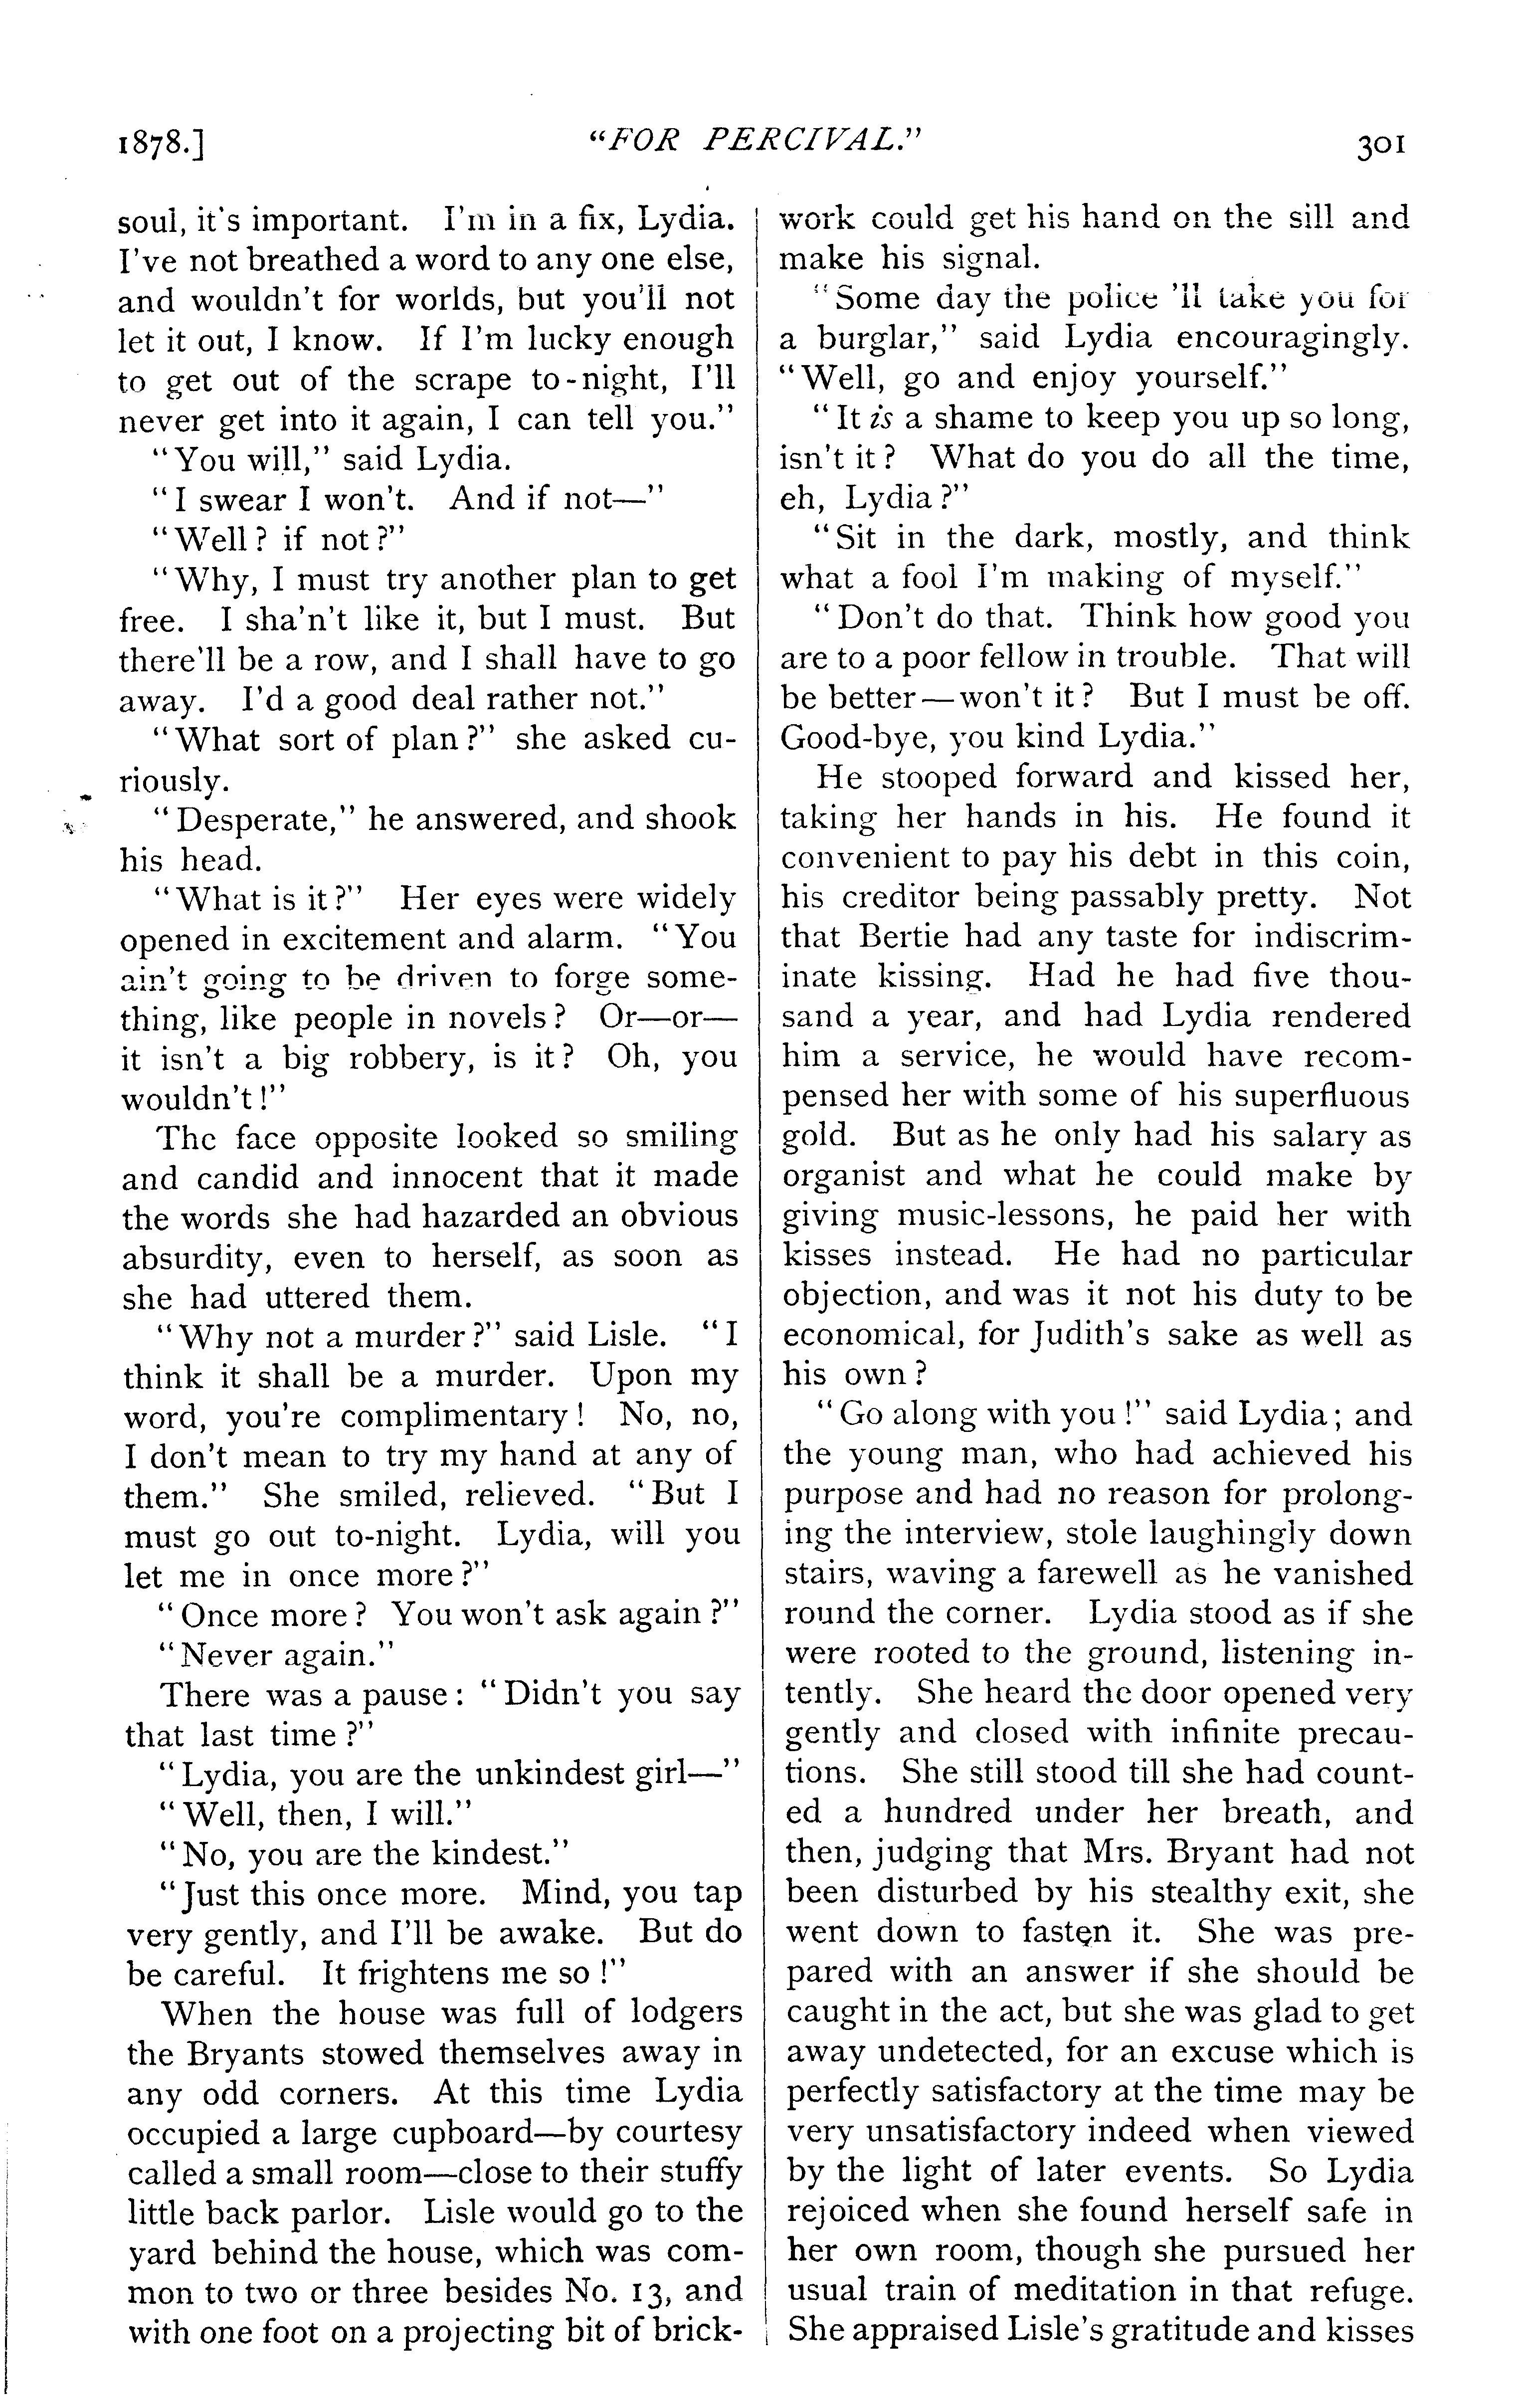 1878.]
"FOR PERCIVAL."
301
soul, it's important. I'm in a fix, Lydia.
I've not breathed a word to any one else,
and wouldn't for worlds, but you'll not
let it out, I know. If I'm lucky enough
to get out of the scrape to-night, I'll
never get into it again, I can tell you."
"You will," said Lydia.
"I swear I won't. And if not—"
"Well? if not?"
"Why, I must try another plan to get
free. I sha'n't like it, but I must. But
there'll be a row, and I shall have to go
away. I'd a good deal rather not."
"What sort of plan?" she asked cu-
riously.
"Desperate," he answered, and shook
his head.
"What is it?" Her eyes were widely
opened in excitement and alarm. "You
ain't going to be driven to forge some-
thing, like people in novels? Or—or—
it isn't a big robbery, is it? Oh, you
wouldn't!"
The face opposite looked so smiling
and candid and innocent that it made
the words she had hazarded an obvious
absurdity, even to herself, as soon as
she had uttered them.
"Why not a murder?" said Lisle. "I
think it shall be a murder. Upon my
word, you're complimentary! No, no,
I don't mean to try my hand at any of
them." She smiled, relieved. "But I
must go out to-night. Lydia, will you
let me in once more?"
"Once more? You won't ask again?"
"Never again."
There was a pause: "Didn't you say
that last time?"
"Lydia, you are the unkindest girl—"
"Well, then, I will."
"No, you are the kindest."
"Just this once more. Mind, you tap
very gently, and I'll be awake. But do
be careful. It frightens me so!"
When the house was full of lodgers
the Bryants stowed themselves away in
any odd corners. At this time Lydia
occupied a large cupboard—by courtesy
called a small room—close to their stuffy
little back parlor. Lisle would go to the
yard behind the house, which was com-
mon to two or three besides No. 13, and
with one foot on a projecting bit of brick-
work could get his hand on the sill and
make his signal.
"Some day the police 'll take you for
a burglar," said Lydia encouragingly.
"Well, go and enjoy yourself."
"It is a shame to keep you up so long,
isn't it? What do you do all the time,
eh, Lydia?"
"Sit in the dark, mostly, and think
what a fool I'm making of myself."
"Don't do that. Think how good you
are to a poor fellow in trouble. That will
be better—won't it? But I must be off.
Good-bye, you kind Lydia."
He stooped forward and kissed her,
taking her hands in his. He found it
convenient to pay his debt in this coin,
his creditor being passably pretty. Not
that Bertie had any taste for indiscrim-
inate kissing. Had he had five thou-
sand a year, and had Lydia rendered
him a service, he would have recom-
pensed her with some of his superfluous
gold. But as he only had his salary as
organist and what he could make by
giving music-lessons, he paid her with
kisses instead. He had no particular
objection, and was it not his duty to be
economical, for Judith's sake as well as
his own?
"Go along with you!" said Lydia; and
the young man, who had achieved his
purpose and had no reason for prolong-
ing the interview, stole laughingly down
stairs, waving a farewell as he vanished
round the corner. Lydia stood as if she
were rooted to the ground, listening in-
tently. She heard the door opened very
gently and closed with infinite precau-
tions. She still stood till she had count-
ed a hundred under her breath, and
then, judging that Mrs. Bryant had not
been disturbed by his stealthy exit, she
went down to fasten it. She was pre-
pared with an answer if she should be
caught in the act, but she was glad to get
away undetected, for an excuse which is
perfectly satisfactory at the time may be
very unsatisfactory indeed when viewed
by the light of later events. So Lydia
rejoiced when she found herself safe in
her own room, though she pursued her
usual train of meditation in that refuge.
She appraised Lisle's gratitude and kisses